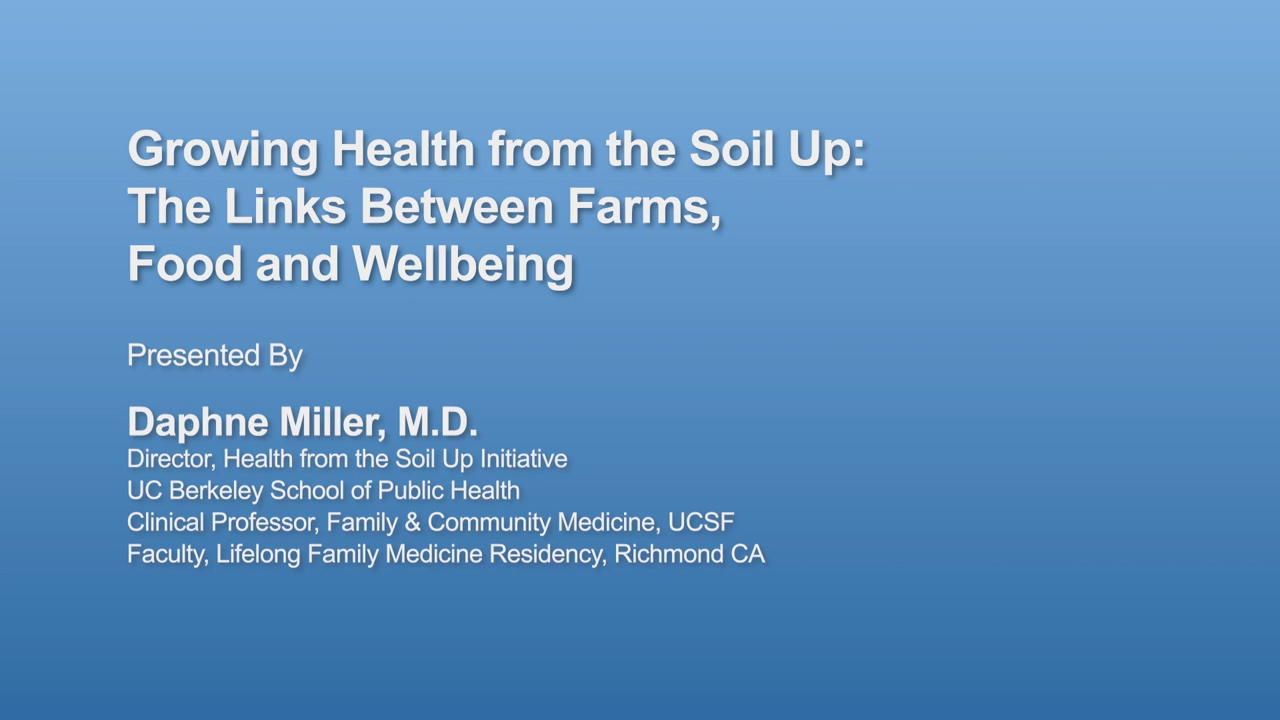 Growing Health from the Soil Up:
The Links Between Farms,
Food and Wellbeing
Presented By
Daphne Miller, M.D.
Director, Health from the Soil Up Initiative
UC Berkeley School of Public Health
Clinical Professor, Family & Community Medicine, UCSF
Faculty, Lifelong Family Medicine Residency, Richmond CA